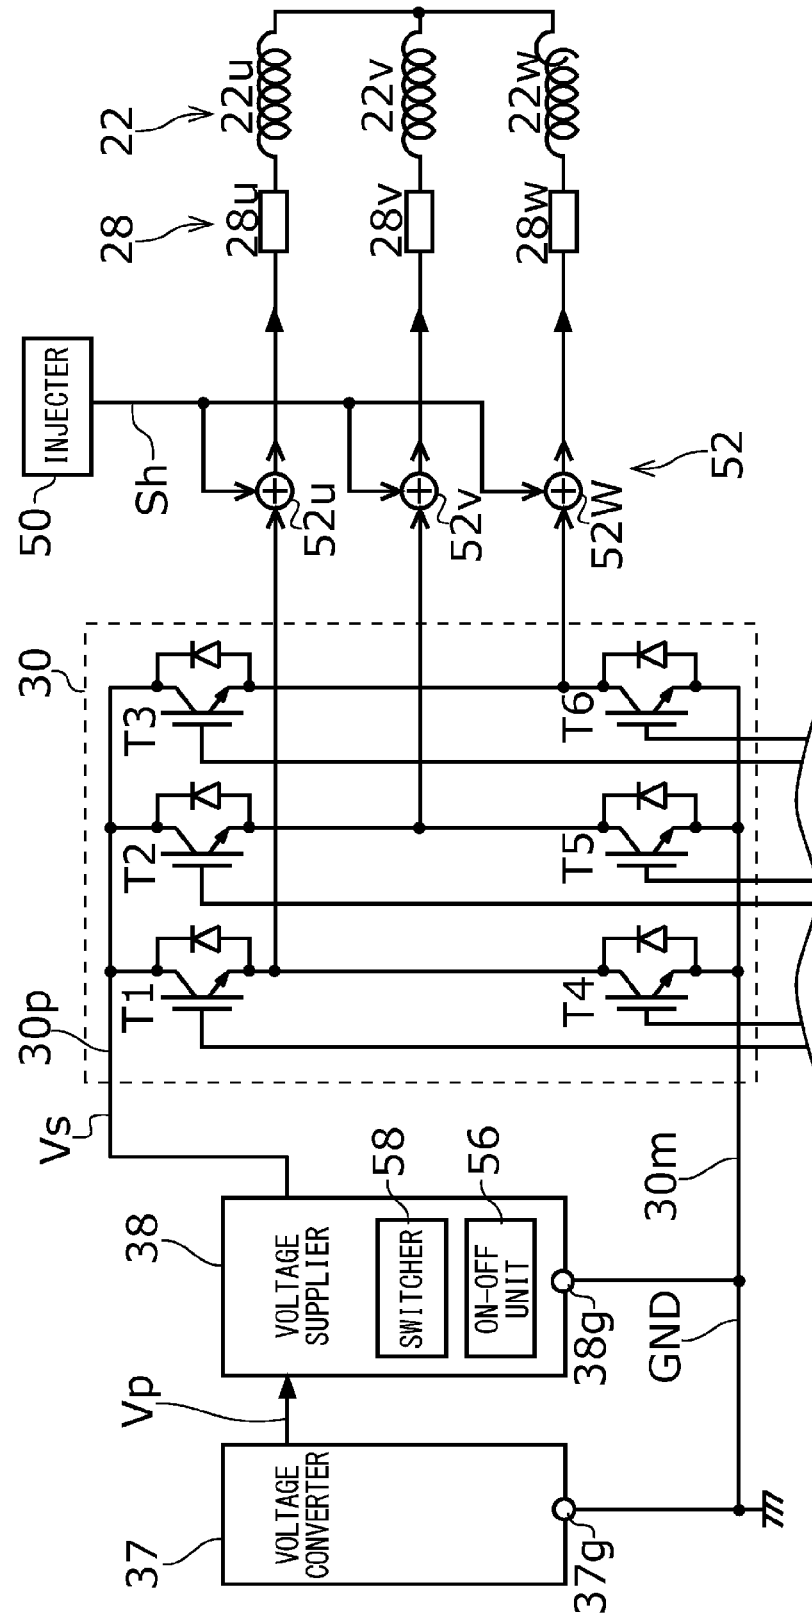 37
VOLTAGE
CONVERTER
37g
Vp
38
VOLTAGE
SUPPLIER
58
SWITCHER
56
ON-OFF
UNIT
38g
GND
30m
Vs
30p
30
T1
T2
T3
T4
T5
T6
50
INJECTER
Sh
52u
52v
52W
52
28
28u
28v
28w
22
22u
22v
22w